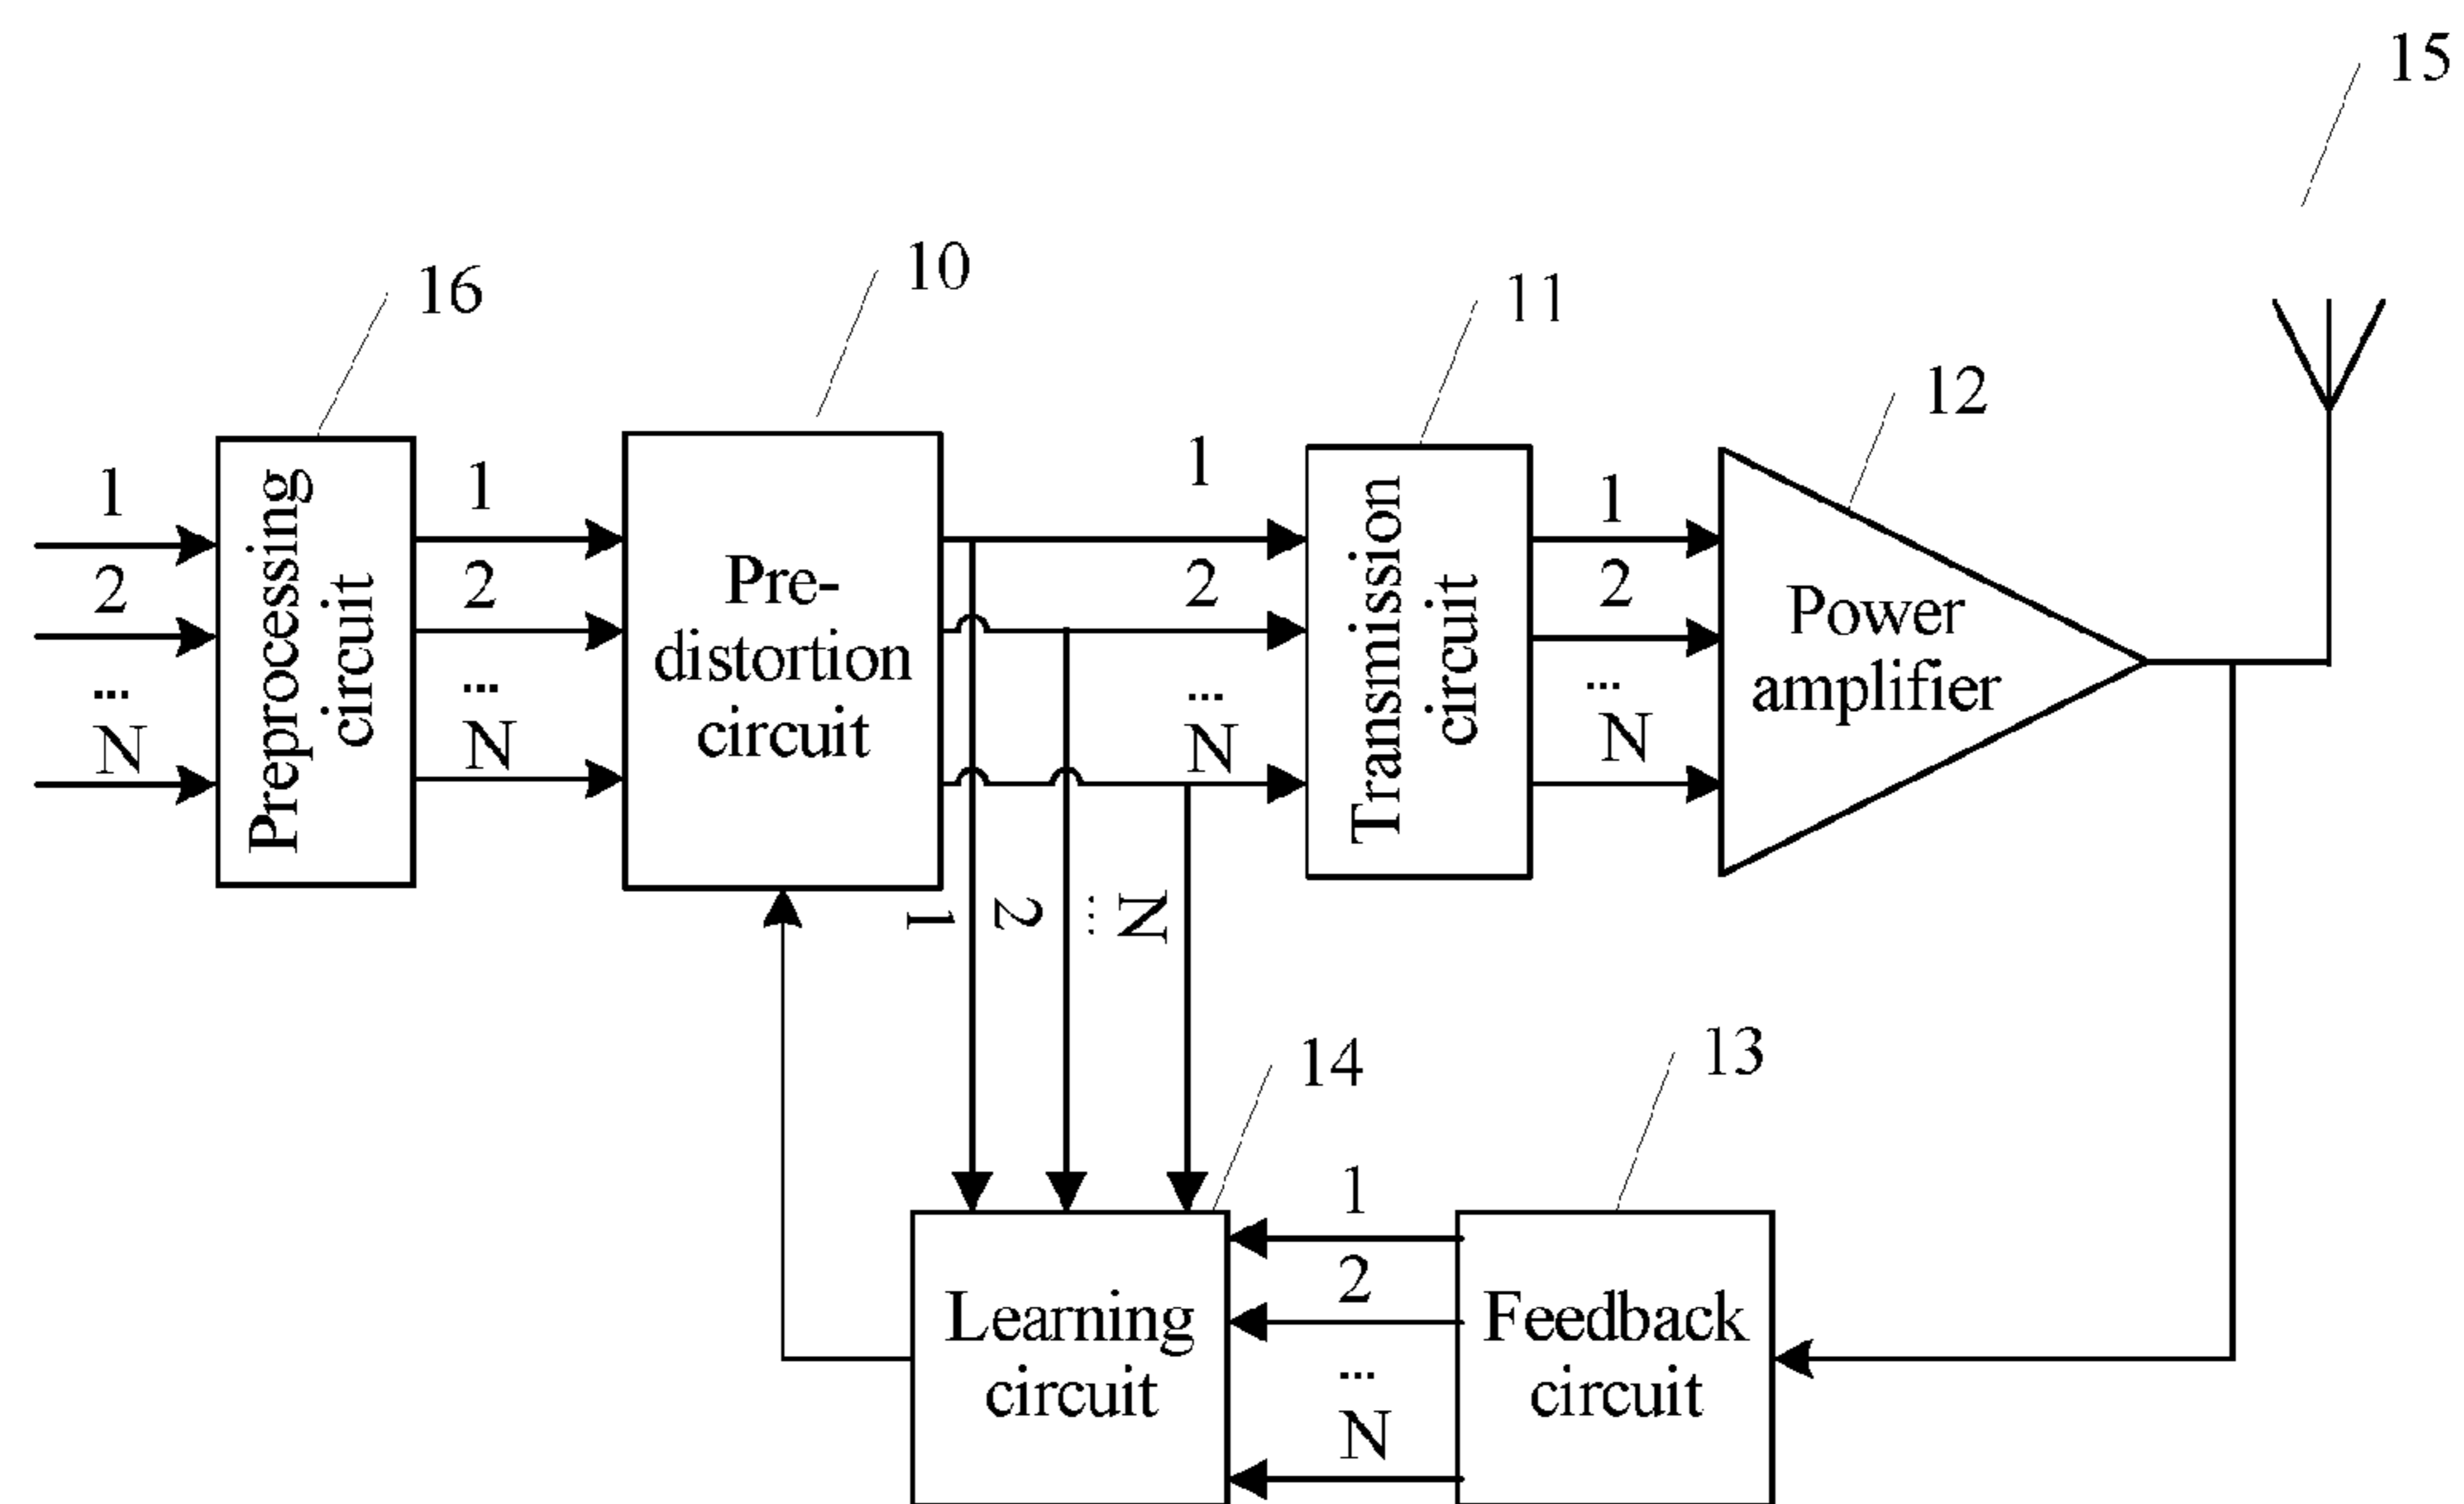 15
10
16
11
12
1
2
...
N
Preprocessing
circuit
1
2
...
N
Pre-
distortion
circuit
1
2
...
N
Transmission
circuit
1
2
...
N
Power
amplifier
1
2
...
N
14
13
1
2
...
N
Learning
circuit
Feedback
circuit